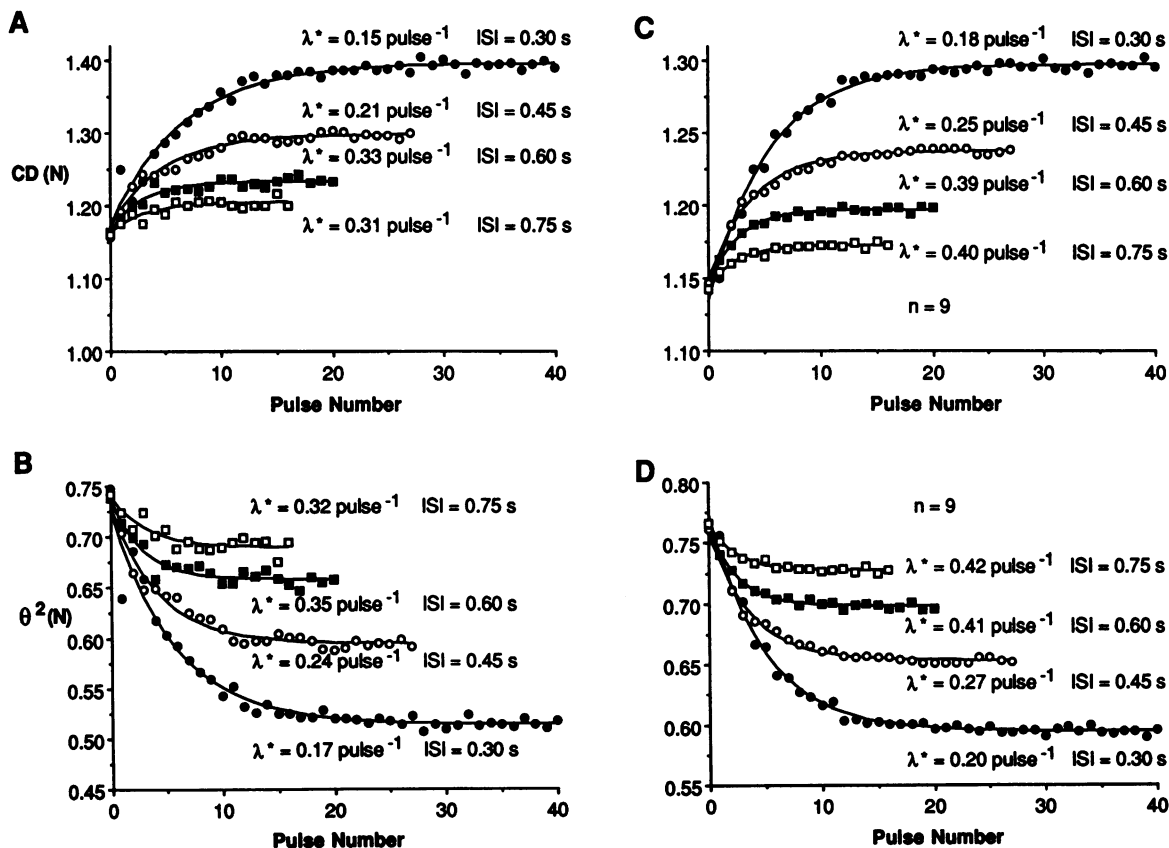 A
λ* = 0.15 pulse⁻¹ ISI = 0.30 s
λ* = 0.21 pulse⁻¹ ISI = 0.45 s
λ* = 0.33 pulse⁻¹ ISI = 0.60 s
λ* = 0.31 pulse⁻¹ ISI = 0.75 s
CD (N)
1.40
1.30
1.20
1.10
1.00
0 10 20 30 40
Pulse Number
C
λ* = 0.18 pulse⁻¹ ISI = 0.30 s
λ* = 0.25 pulse⁻¹ ISI = 0.45 s
λ* = 0.39 pulse⁻¹ ISI = 0.60 s
λ* = 0.40 pulse⁻¹ ISI = 0.75 s
n = 9
1.30
1.25
1.20
1.15
1.10
0 10 20 30 40
Pulse Number
B
λ* = 0.32 pulse⁻¹ ISI = 0.75 s
λ* = 0.35 pulse⁻¹ ISI = 0.60 s
λ* = 0.24 pulse⁻¹ ISI = 0.45 s
λ* = 0.17 pulse⁻¹ ISI = 0.30 s
θ² (N)
0.75
0.70
0.65
0.60
0.55
0.50
0.45
0 10 20 30 40
Pulse Number
D
n = 9
λ* = 0.42 pulse⁻¹ ISI = 0.75 s
λ* = 0.41 pulse⁻¹ ISI = 0.60 s
λ* = 0.27 pulse⁻¹ ISI = 0.45 s
λ* = 0.20 pulse⁻¹ ISI = 0.30 s
0.80
0.75
0.70
0.65
0.60
0.55
0 10 20 30 40
Pulse Number